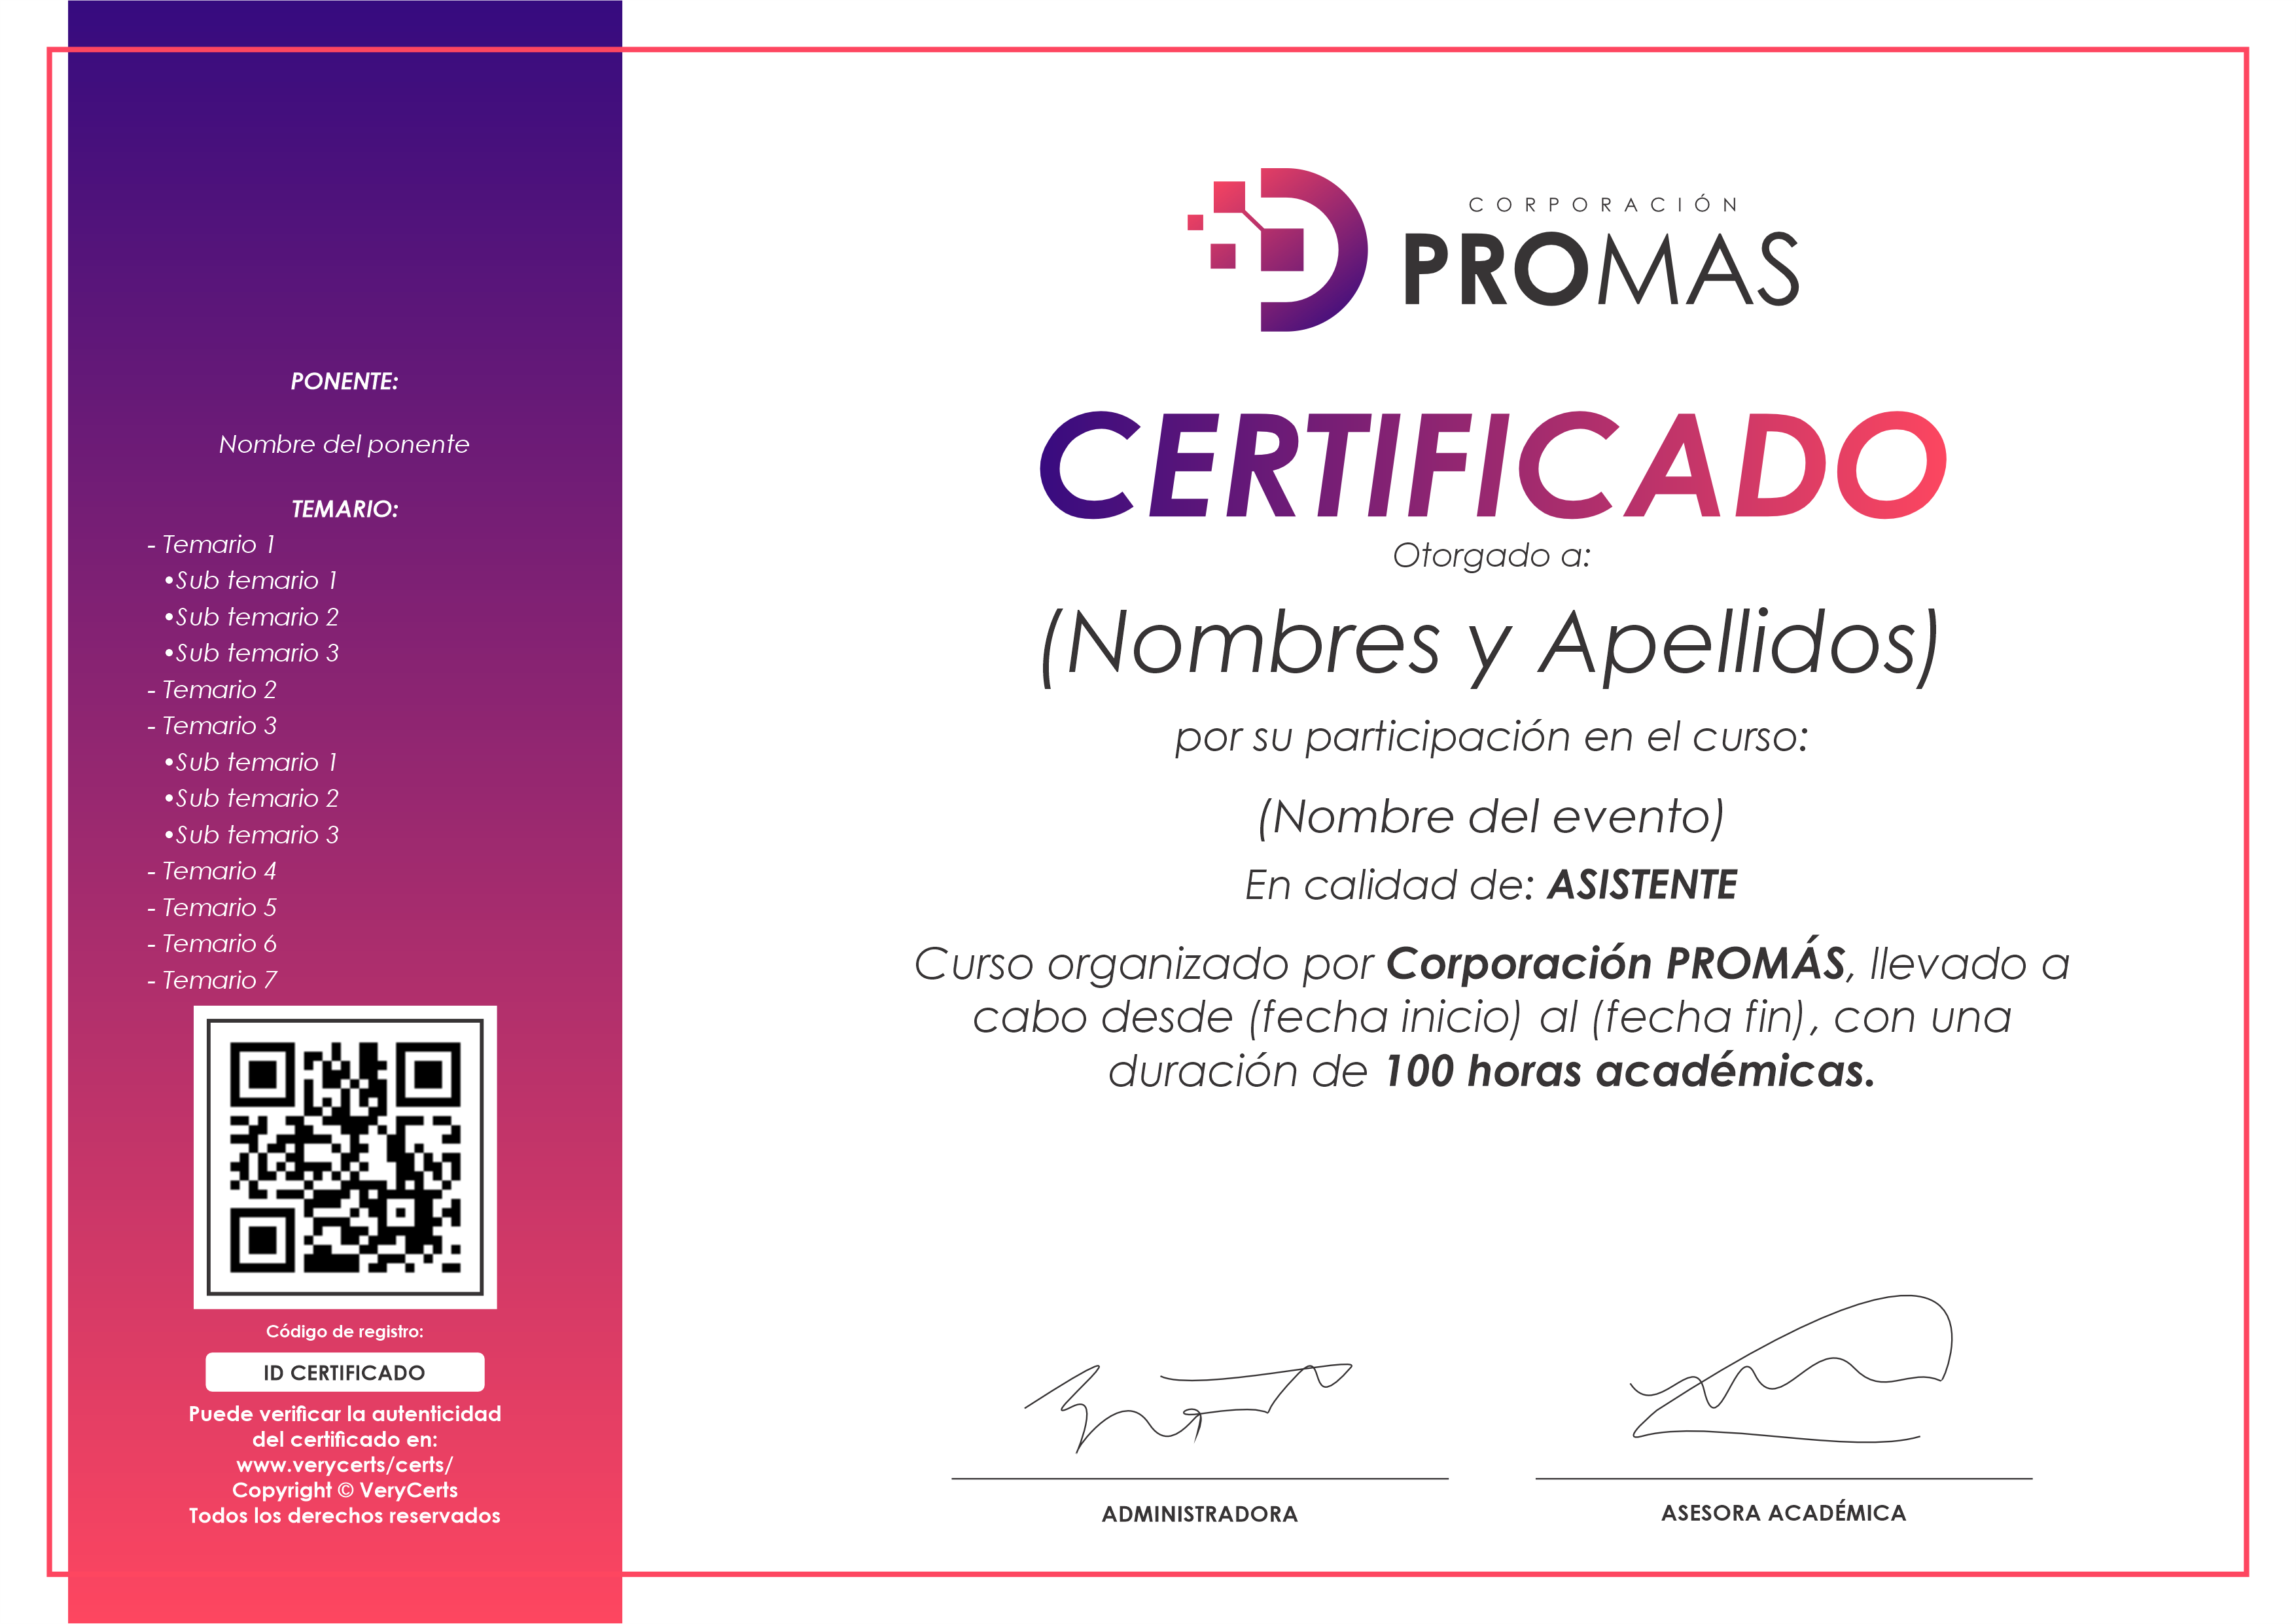 PONENTE:
Nombre del ponente
TEMARIO:
- Temario 1
•Sub temario 1
•Sub temario 2
•Sub temario 3
- Temario 2
- Temario 3
•Sub temario 1
•Sub temario 2
•Sub temario 3
- Temario 4
- Temario 5
- Temario 6
- Temario 7
Código de registro:
ID CERTIFICADO
Puede verificar la autenticidad
del certificado en:
www.verycerts/certs/
Copyright © VeryCerts
Todos los derechos reservados
CORPORACIÓN
PROMAS
CERTIFICADO
Otorgado a:
(Nombres y Apellidos)
por su participación en el curso:
(Nombre del evento)
En calidad de: ASISTENTE
Curso organizado por Corporación PROMÁS, llevado a
cabo desde (fecha inicio) al (fecha fin), con una
duración de 100 horas académicas.
ADMINISTRADORA
ASESORA ACADÉMICA